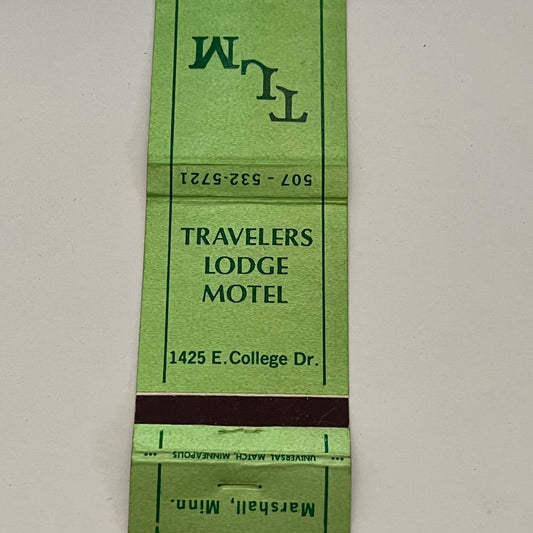 TLM
507 - 532-5721
TRAVELERS
LODGE
MOTEL
1425 E. College Dr.
*** UNIVERSAL MATCH, MINNEAPOLIS ***
Marshall, Minn.